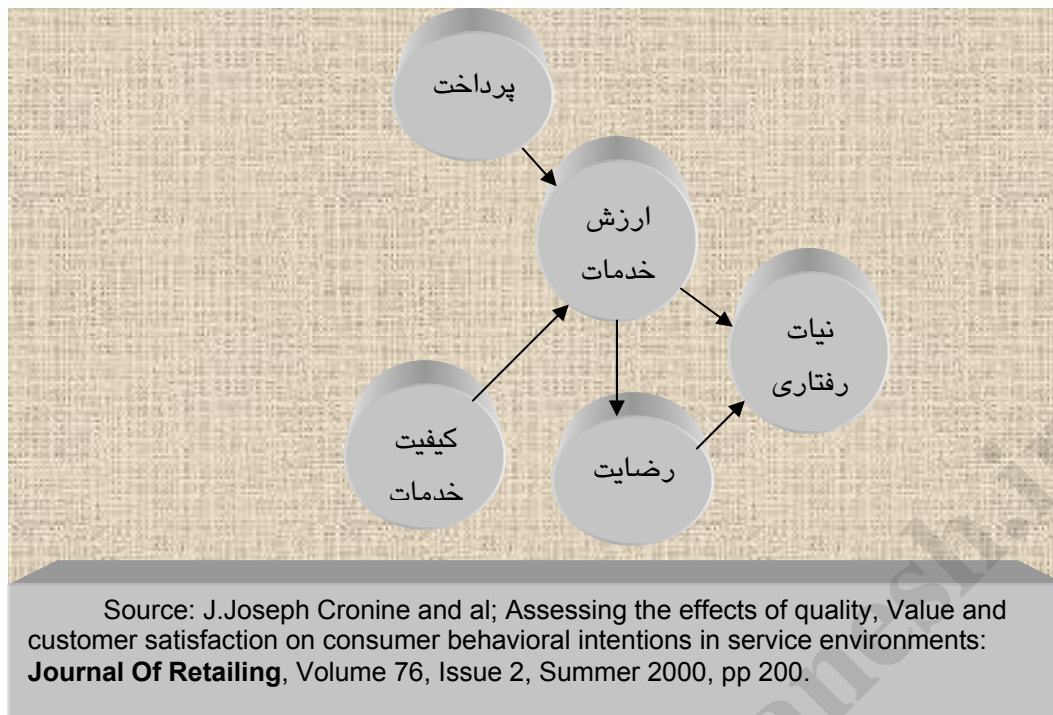 پرداخت
ارزش
خدمات
نیات
رفتاری
کیفیت
خدمات
رضایت
Source: J.Joseph Cronine and al; Assessing the effects of quality, Value and
customer satisfaction on consumer behavioral intentions in service environments:
Journal Of Retailing, Volume 76, Issue 2, Summer 2000, pp 200.